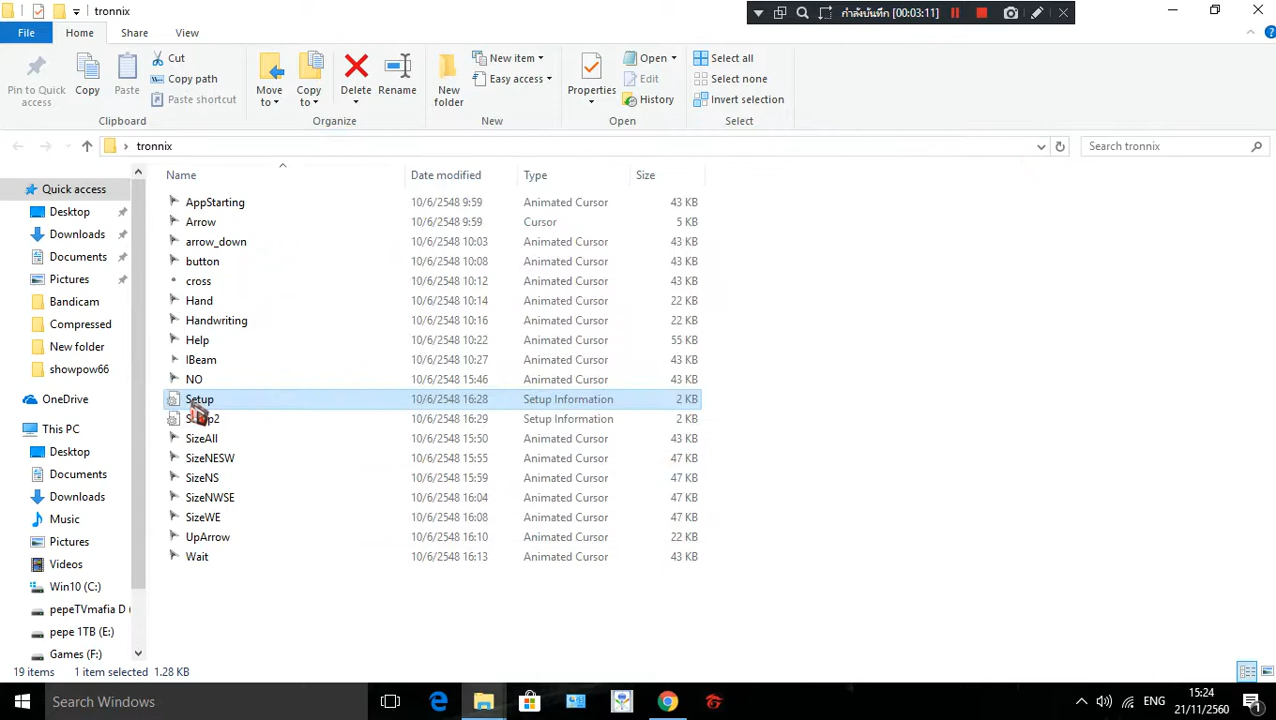 tronnix
กำลังบันทึก [00:03:11]
File Home Share View
Pin to Quick access
Copy
Paste
Cut
Copy path
Paste shortcut
Clipboard
Move to
Copy to
Delete
Rename
Organize
New folder
New item
Easy access
New
Properties
Open
Edit
History
Open
Select all
Select none
Invert selection
Select
tronnix
Search tronnix
Name Date modified Type Size
AppStarting 10/6/2548 9:59 Animated Cursor 43 KB
Arrow 10/6/2548 9:59 Cursor 5 KB
arrow_down 10/6/2548 10:03 Animated Cursor 43 KB
button 10/6/2548 10:08 Animated Cursor 43 KB
cross 10/6/2548 10:12 Animated Cursor 43 KB
Hand 10/6/2548 10:14 Animated Cursor 22 KB
Handwriting 10/6/2548 10:16 Animated Cursor 22 KB
Help 10/6/2548 10:22 Animated Cursor 55 KB
IBeam 10/6/2548 10:27 Animated Cursor 43 KB
NO 10/6/2548 15:46 Animated Cursor 43 KB
Setup 10/6/2548 16:28 Setup Information 2 KB
10/6/2548 16:29 Setup Information 2 KB
SizeAll 10/6/2548 15:50 Animated Cursor 43 KB
SizeNESW 10/6/2548 15:55 Animated Cursor 47 KB
SizeNS 10/6/2548 15:59 Animated Cursor 47 KB
SizeNWSE 10/6/2548 16:04 Animated Cursor 47 KB
SizeWE 10/6/2548 16:08 Animated Cursor 47 KB
UpArrow 10/6/2548 16:10 Animated Cursor 22 KB
Wait 10/6/2548 16:13 Animated Cursor 43 KB
Quick access
Desktop
Downloads
Documents
Pictures
Bandicam
Compressed
New folder
showpow66
OneDrive
This PC
Desktop
Documents
Downloads
Music
Pictures
Videos
Win10 (C:)
pepeTVmafia D (
pepe 1TB (E:)
Games (F:)
19 items 1 item selected 1.28 KB
Search Windows
ENG
15:24
21/11/2560
1